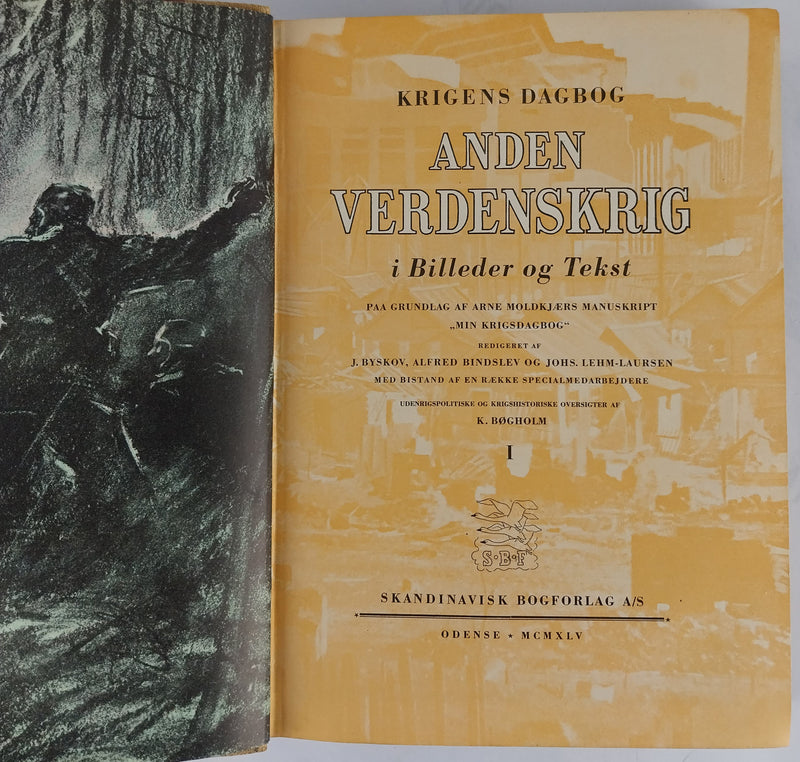 KRIGENS DAGBOG
ANDEN
VERDENSKRIG
i Billeder og Tekst
PAA GRUNDLAG AF ARNE MOLDKJÆRS MANUSKRIPT
„MIN KRIGSDAGBOG“
REDIGERET AF
J. BYSKOV, ALFRED BINDSLEV OG JOHS. LEHM-LAURSEN
MED BISTAND AF EN RÆKKE SPECIALMEDARBEJDERE
UDENRIGSPOLITISKE OG KRIGSHISTORISKE OVERSIGTER AF
K. BØGHOLM
I
S·B·F
SKANDINAVISK BOGFORLAG A/S
ODENSE ★ MCMXLV